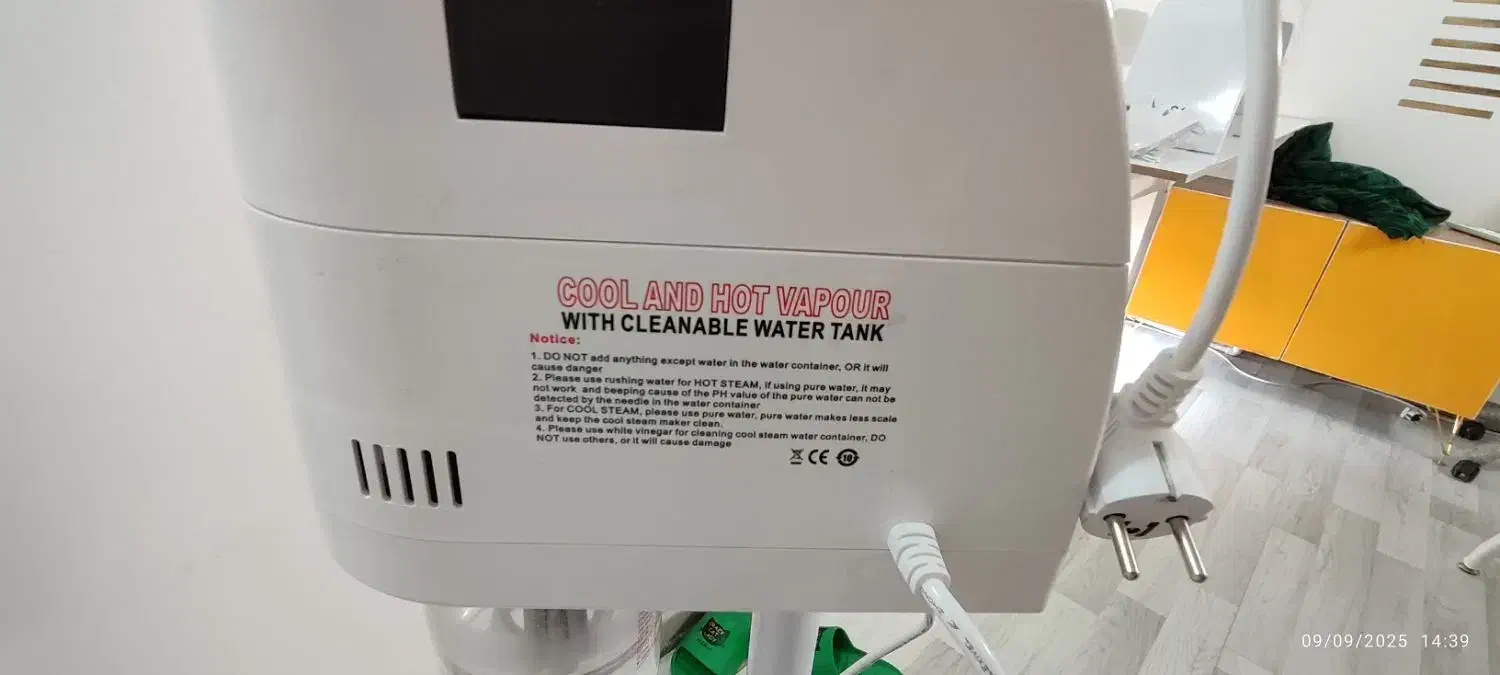 COOL AND HOT VAPOUR
WITH CLEANABLE WATER TANK
Notice:
1. DO NOT add anything except water in the water container, OR it will
cause danger
2. Please use rushing water for HOT STEAM, if using pure water, it may
not work and beeping cause of the PH value of the pure water can not be
detected by the needle in the water container
3. For COOL STEAM, please use pure water, pure water makes less scale
and keep the cool steam maker clean.
4. Please use white vinegar for cleaning cool steam water container, DO
NOT use others, or it will cause damage
CE 10
09/09/2025 14:39